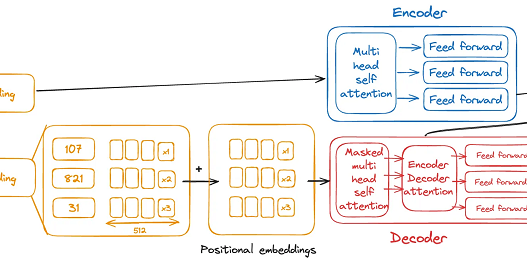 Encoder
Multi
head
self
attention
Feed forward
Feed forward
Feed forward
ding
ding
107
821
31
x1
x2
x3
512
+
x1
x2
x3
Positional embeddings
Masked
multi
head
self
attention
Encoder
Decoder
attention
Feed forward
Feed forward
Feed forward
Decoder